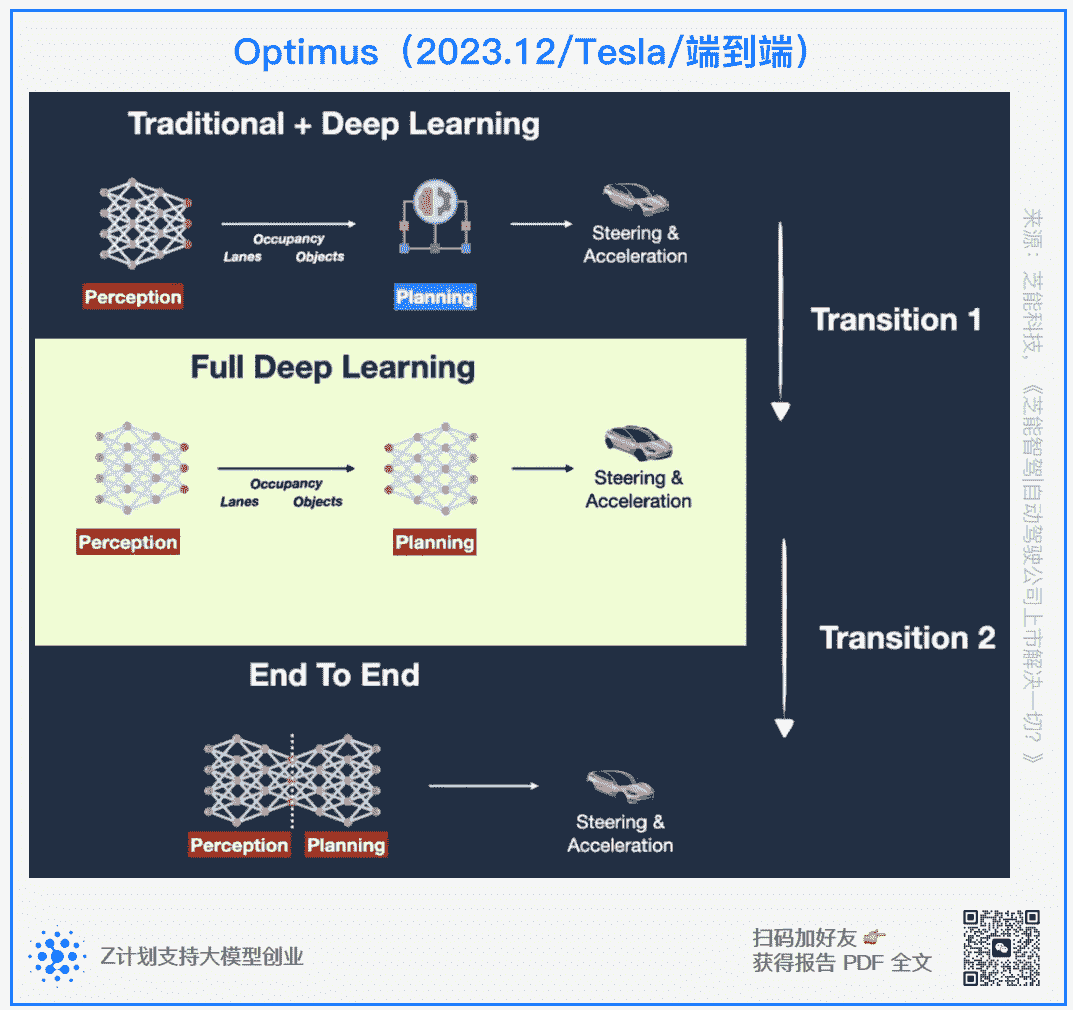 Optimus（2023.12/Tesla/端到端）
Traditional + Deep Learning
Occupancy
Lanes Objects
Steering &
Acceleration
Perception
Planning
Transition 1
Full Deep Learning
Occupancy
Lanes Objects
Steering &
Acceleration
Perception
Planning
Transition 2
End To End
Steering &
Acceleration
Perception
Planning
来源：芝能科技，《芝能智驾|自动驾驶公司上市解决一切？》
Z计划支持大模型创业
扫码加好友
获得报告 PDF 全文